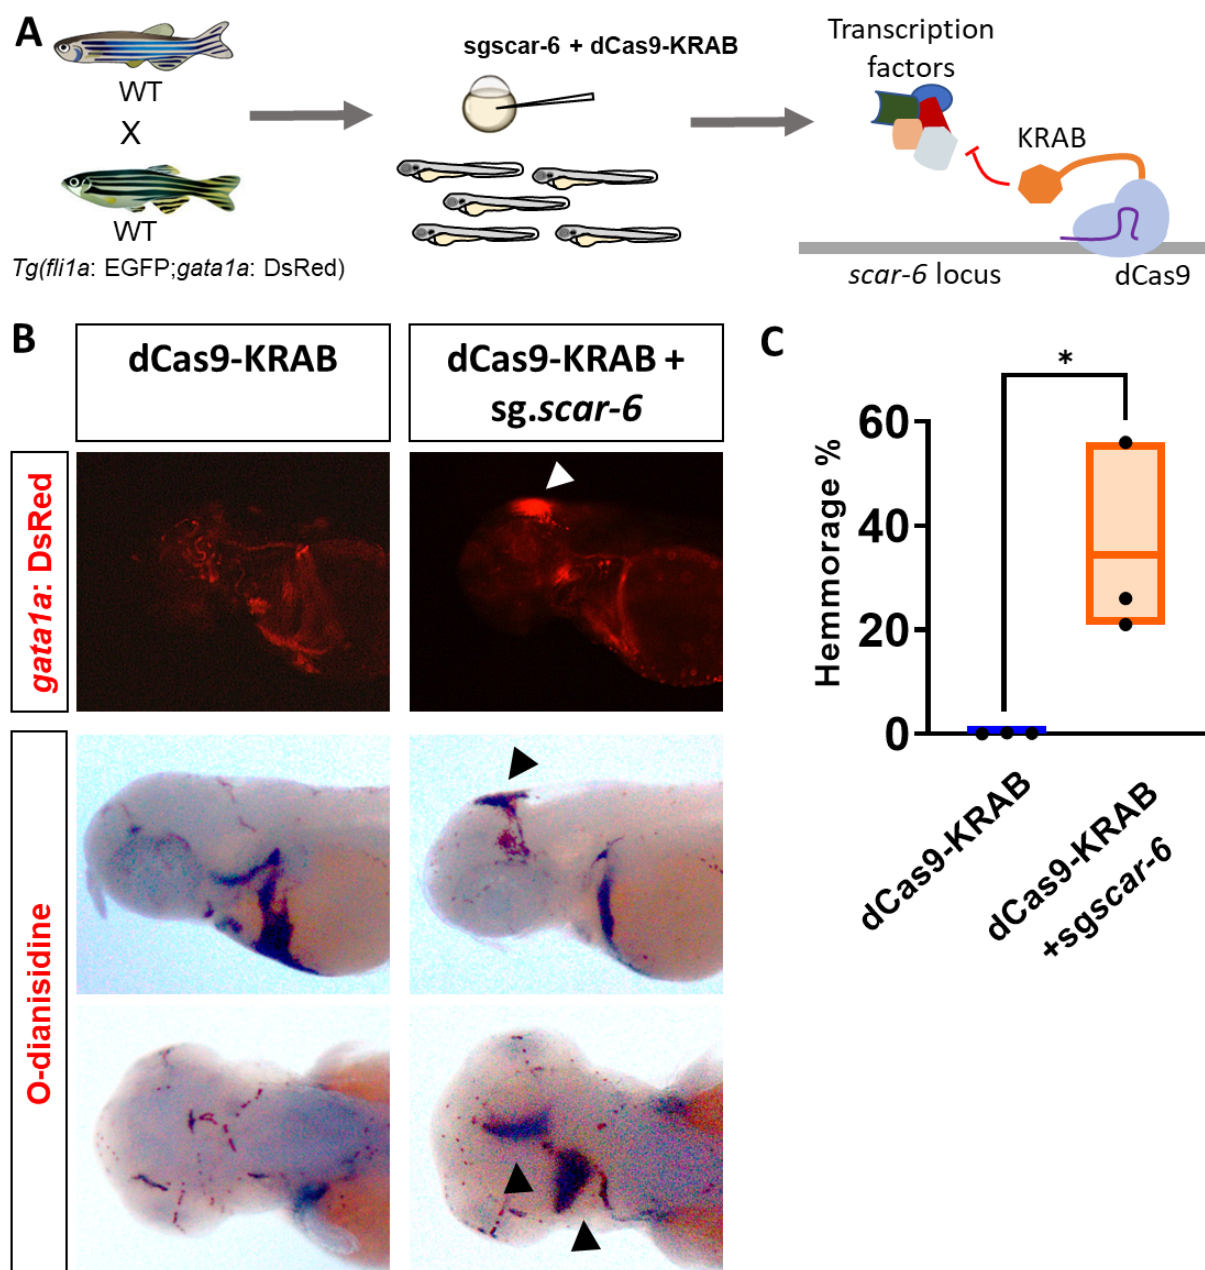 A
WT
X
WT
Tg(fli1a: EGFP;gata1a: DsRed)
sgscar-6 + dCas9-KRAB
Transcription
factors
KRAB
scar-6 locus
dCas9
B
dCas9-KRAB
dCas9-KRAB +
sg.scar-6
gata1a: DsRed
O-dianisidine
C
*
Hemmorage %
60
40
20
0
dCas9-KRAB
dCas9-KRAB
+sgscar-6